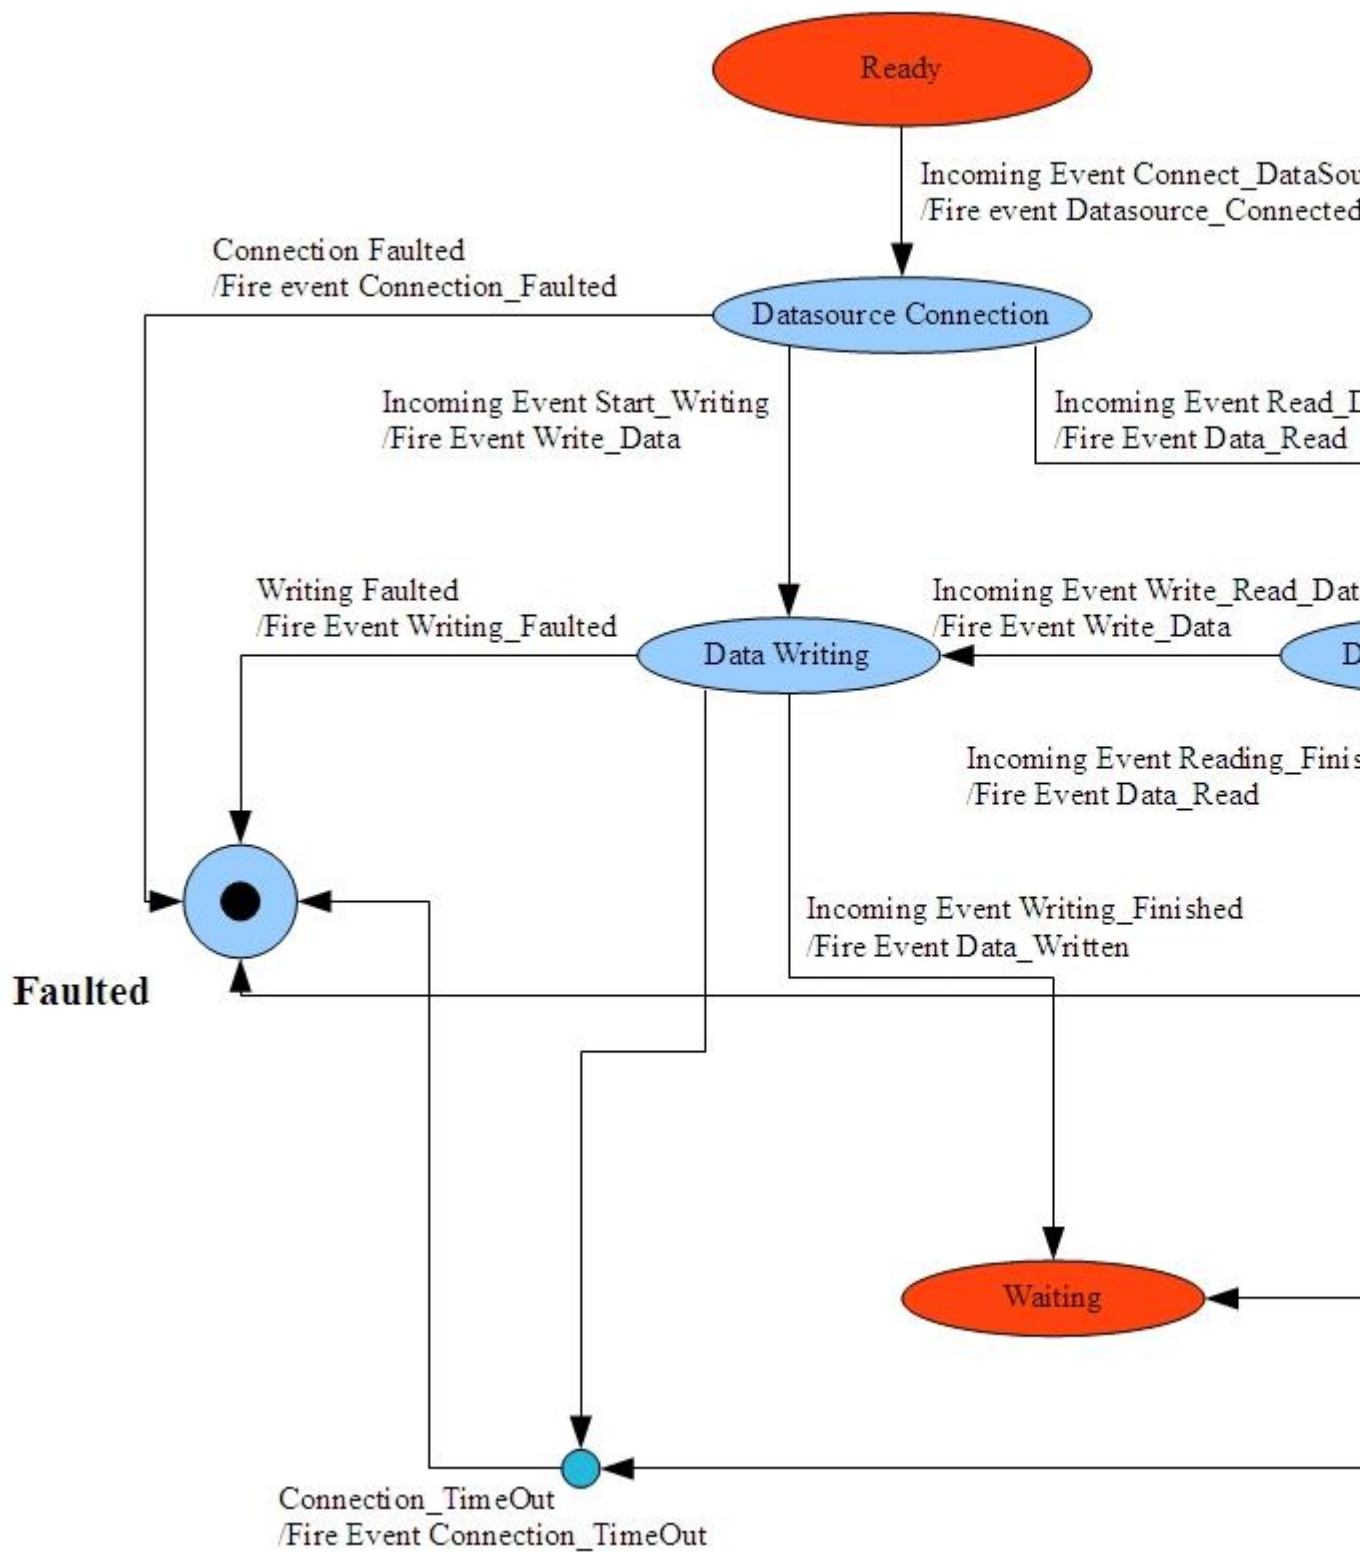 Ready
Incoming Event Connect_DataSou
/Fire event Datasource_Connected
Connection Faulted
/Fire event Connection_Faulted
Datasource Connection
Incoming Event Start_Writing
/Fire Event Write_Data
Incoming Event Read_D
/Fire Event Data_Read
Writing Faulted
/Fire Event Writing_Faulted
Incoming Event Write_Read_Dat
/Fire Event Write_Data
Data Writing
D
Incoming Event Reading_Finis
/Fire Event Data_Read
Incoming Event Writing_Finished
/Fire Event Data_Written
Faulted
Waiting
Connection_TimeOut
/Fire Event Connection_TimeOut